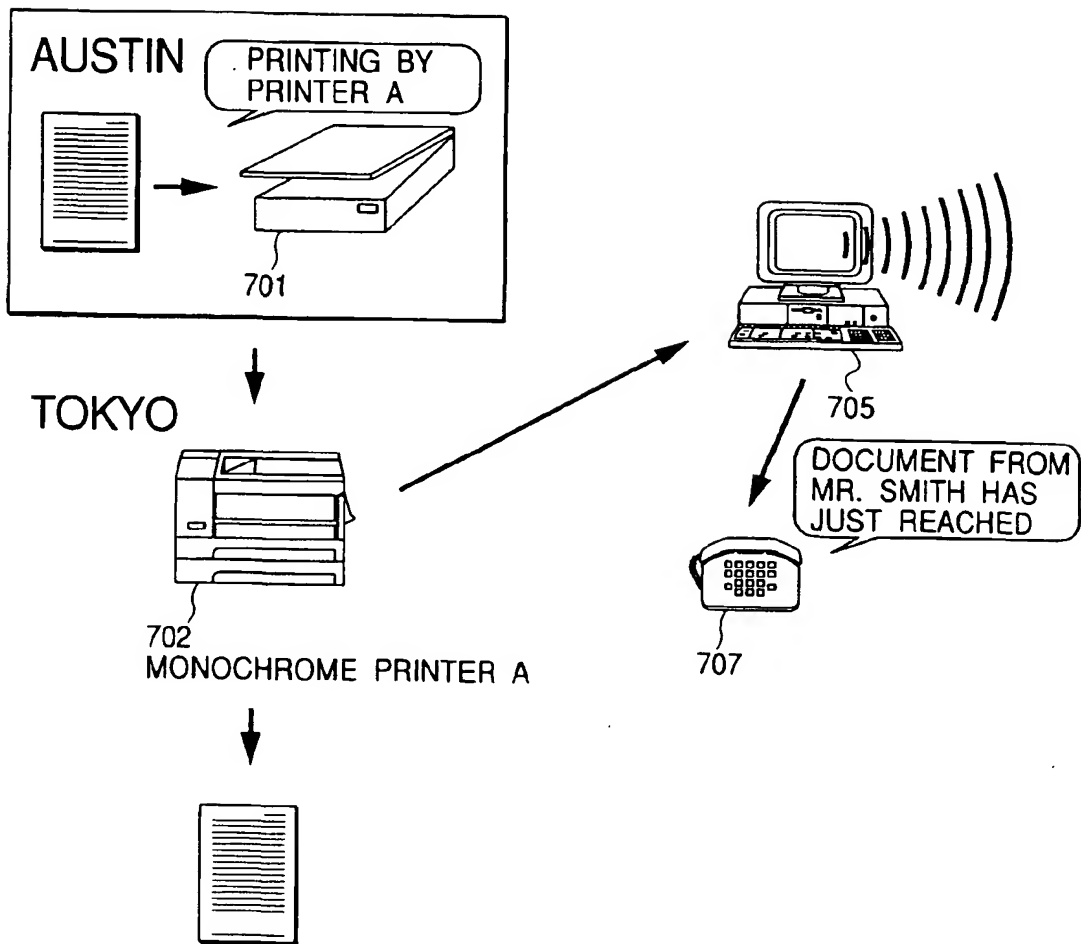 AUSTIN
PRINTING BY
PRINTER A
701
TOKYO
702
MONOCHROME PRINTER A
705
DOCUMENT FROM
MR. SMITH HAS
JUST REACHED
707